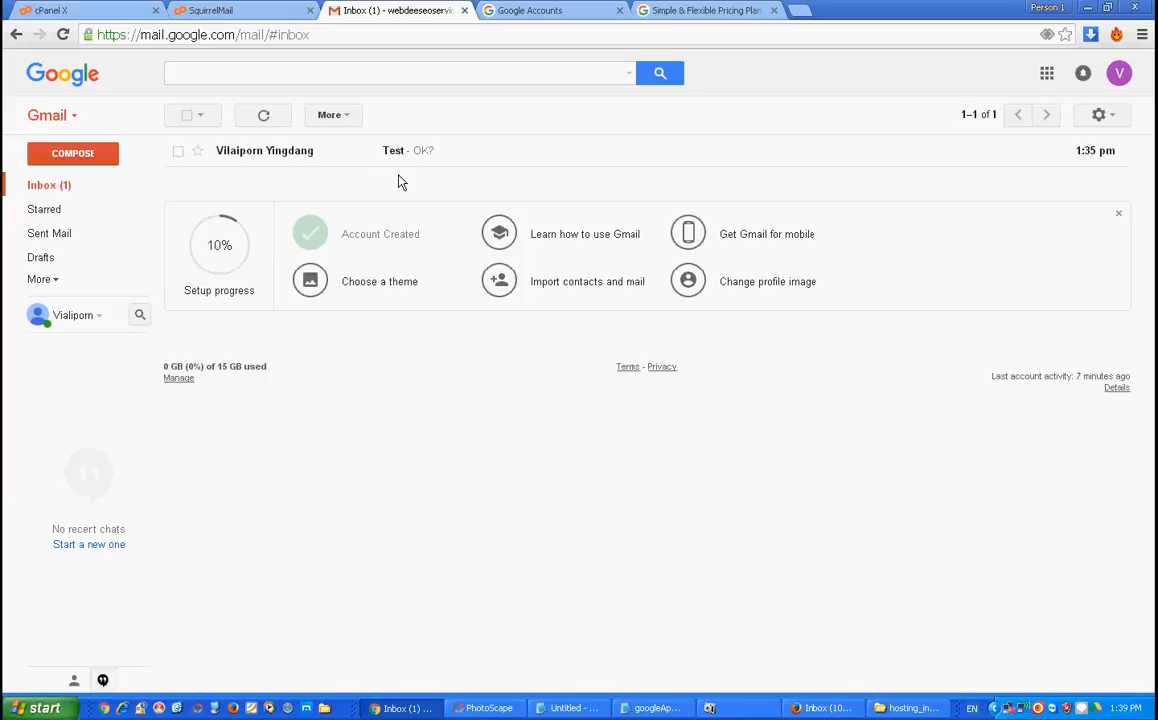 cPanel X
SquirrelMail
Inbox (1) - webdeeseoservic
Google Accounts
Simple & Flexible Pricing Plan
Person 1
https://mail.google.com/mail/#inbox
Google
V
Gmail
More
1–1 of 1
COMPOSE
Vilaiporn Yingdang
Test - OK?
1:35 pm
Inbox (1)
Starred
Sent Mail
Drafts
More
10%
Setup progress
Account Created
Learn how to use Gmail
Get Gmail for mobile
Choose a theme
Import contacts and mail
Change profile image
Vialiporn
0 GB (0%) of 15 GB used
Manage
Terms - Privacy
Last account activity: 7 minutes ago
Details
No recent chats
Start a new one
start
Inbox (1) ...
PhotoScape
Untitled - ...
googleAp...
Inbox (10...
hosting_in...
EN
1:39 PM